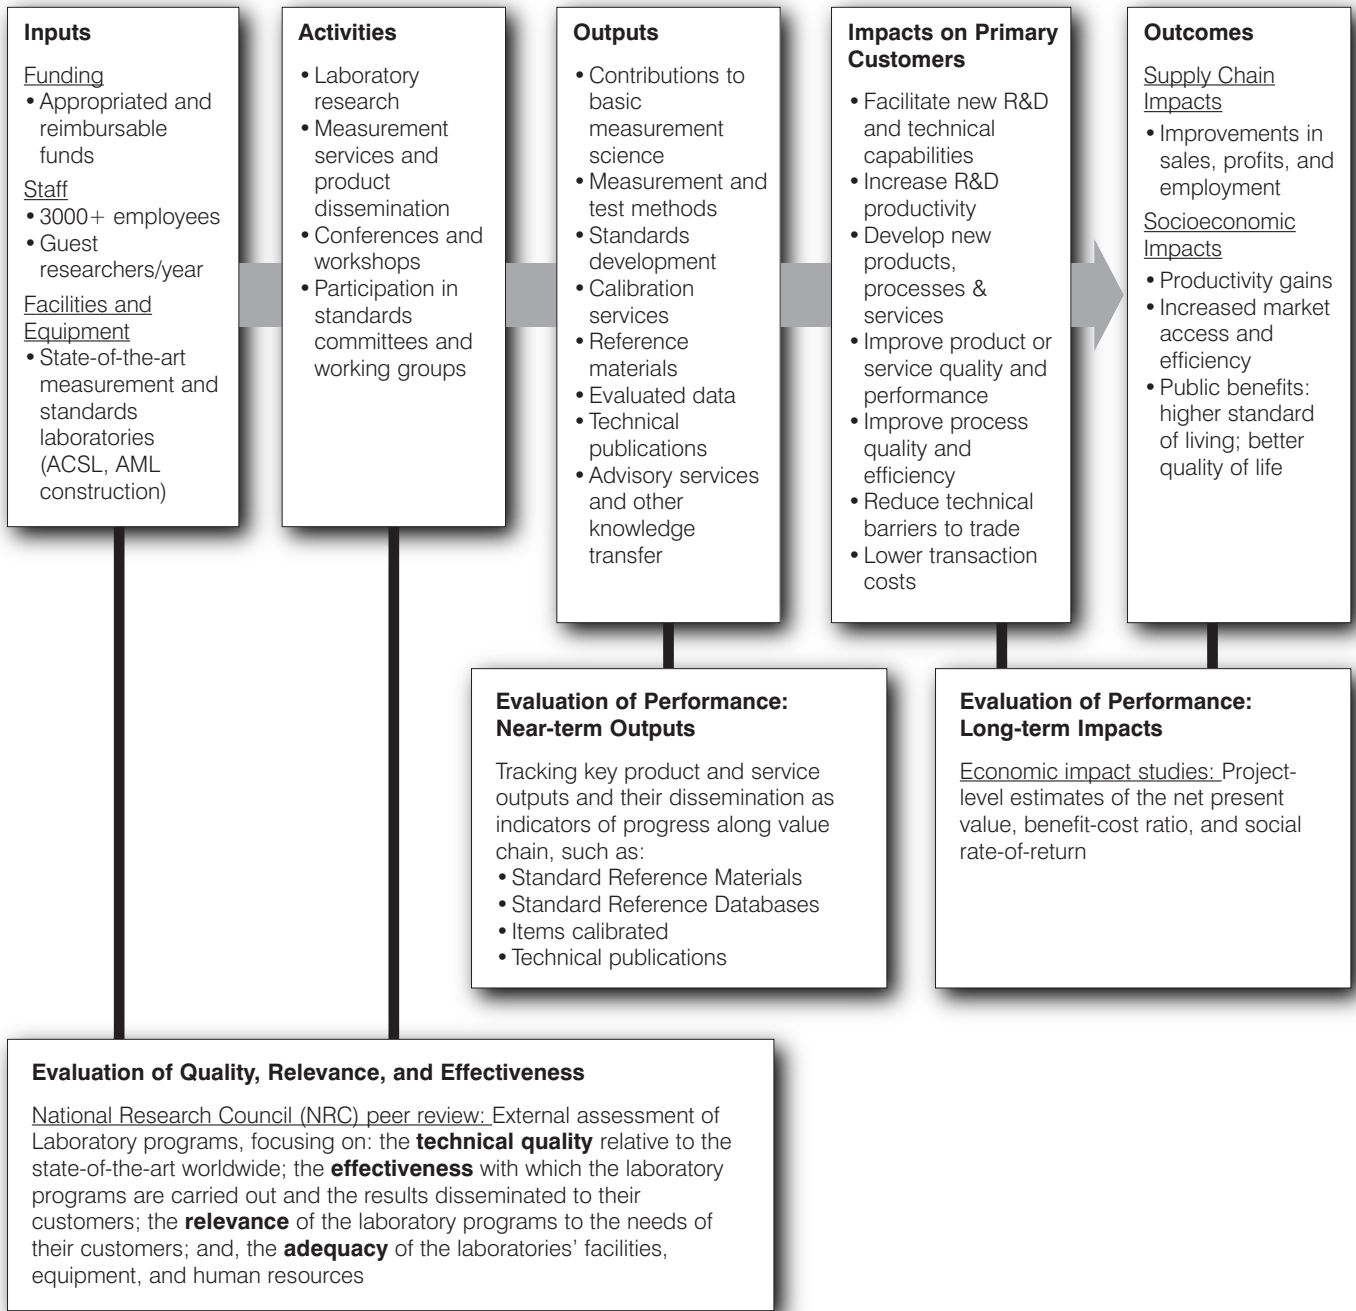 Inputs
Funding
• Appropriated and
reimbursable
funds
Staff
• 3000+ employees
• Guest
researchers/year
Facilities and
Equipment
• State-of-the-art
measurement and
standards
laboratories
(ACSL, AML
construction)
Activities
• Laboratory
research
• Measurement
services and
product
dissemination
• Conferences and
workshops
• Participation in
standards
committees and
working groups
Outputs
• Contributions to
basic
measurement
science
• Measurement and
test methods
• Standards
development
• Calibration
services
• Reference
materials
• Evaluated data
• Technical
publications
• Advisory services
and other
knowledge
transfer
Impacts on Primary
Customers
• Facilitate new R&D
and technical
capabilities
• Increase R&D
productivity
• Develop new
products,
processes &
services
• Improve product or
service quality and
performance
• Improve process
quality and
efficiency
• Reduce technical
barriers to trade
• Lower transaction
costs
Outcomes
Supply Chain
Impacts
• Improvements in
sales, profits, and
employment
Socioeconomic
Impacts
• Productivity gains
• Increased market
access and
efficiency
• Public benefits:
higher standard
of living; better
quality of life
Evaluation of Performance:
Near-term Outputs
Tracking key product and service
outputs and their dissemination as
indicators of progress along value
chain, such as:
• Standard Reference Materials
• Standard Reference Databases
• Items calibrated
• Technical publications
Evaluation of Performance:
Long-term Impacts
Economic impact studies: Project-
level estimates of the net present
value, benefit-cost ratio, and social
rate-of-return
Evaluation of Quality, Relevance, and Effectiveness
National Research Council (NRC) peer review: External assessment of
Laboratory programs, focusing on: the technical quality relative to the
state-of-the-art worldwide; the effectiveness with which the laboratory
programs are carried out and the results disseminated to their
customers; the relevance of the laboratory programs to the needs of
their customers; and, the adequacy of the laboratories' facilities,
equipment, and human resources